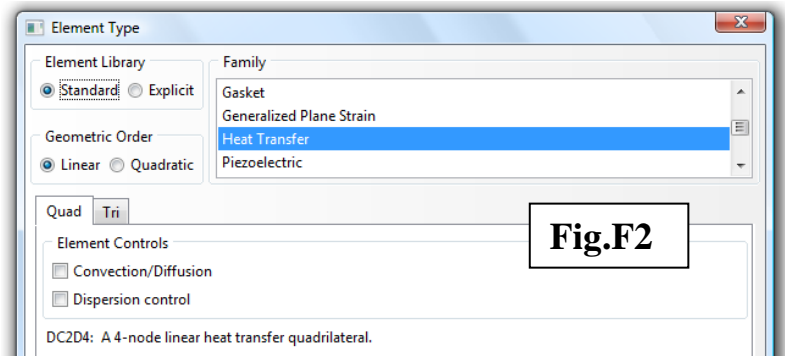 Element Type
Element Library
Standard Explicit
Family
Gasket
Generalized Plane Strain
Heat Transfer
Piezoelectric
Geometric Order
Linear Quadratic
Quad Tri
Fig.F2
Element Controls
Convection/Diffusion
Dispersion control
DC2D4: A 4-node linear heat transfer quadrilateral.